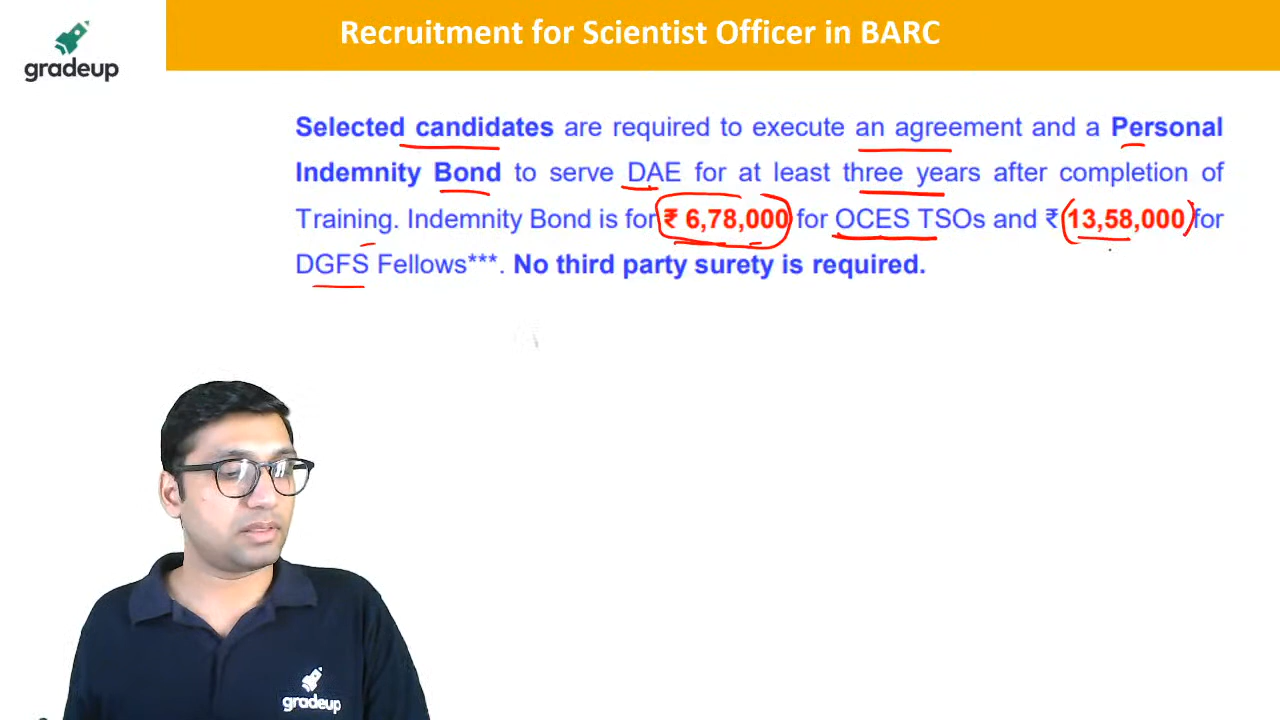 Recruitment for Scientist Officer in BARC
gradeup
Selected candidates are required to execute an agreement and a Personal
Indemnity Bond to serve DAE for at least three years after completion of
Training. Indemnity Bond is for ₹ 6,78,000 for OCES TSOs and ₹ 13,58,000 for
DGFS Fellows***. No third party surety is required.
gradeup